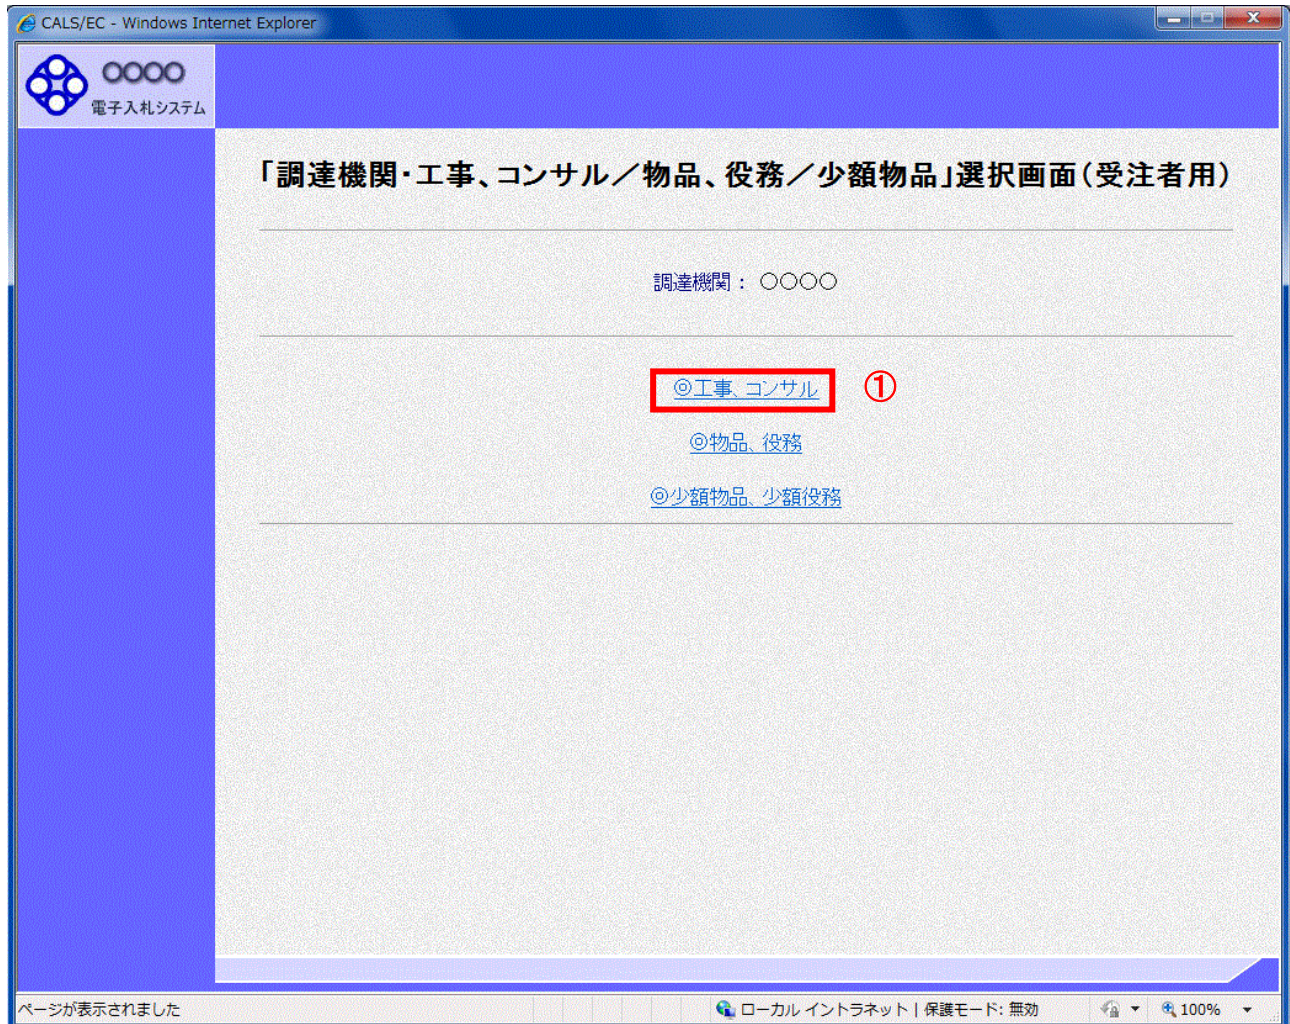 CALS/EC - Windows Internet Explorer
○○○○
電子入札システム
「調達機関・工事、コンサル／物品、役務／少額物品」選択画面（受注者用）
調達機関： ○○○○
◎工事、コンサル
①
◎物品、役務
◎少額物品、少額役務
ページが表示されました
ローカル イントラネット | 保護モード: 無効
100%